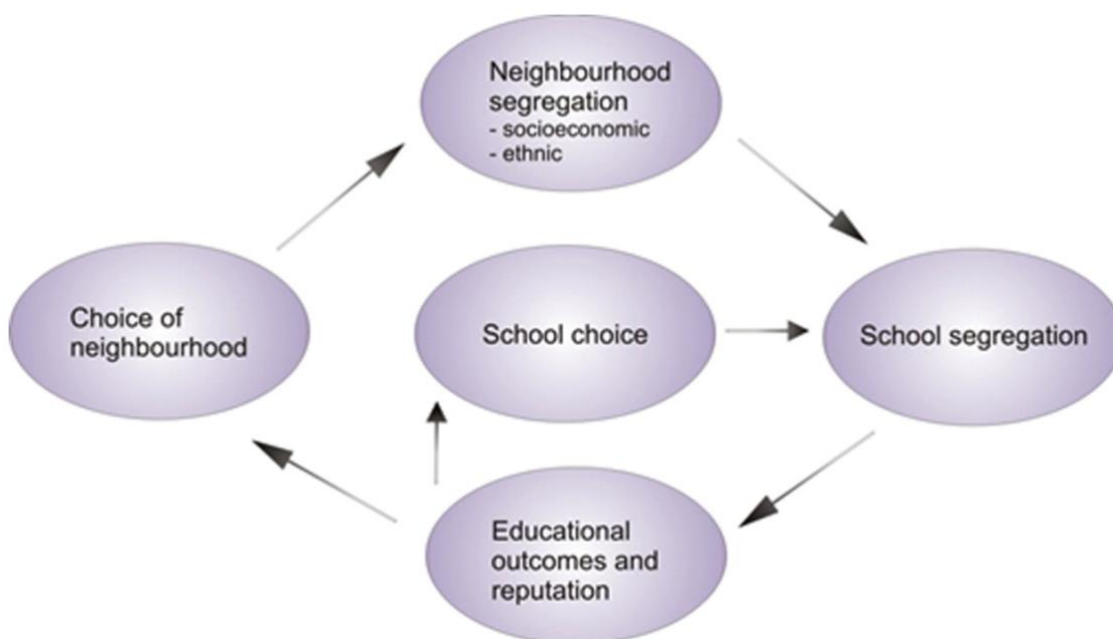 Neighbourhood
segregation
- socioeconomic
- ethnic
Choice of
neighbourhood
School choice
School segregation
Educational
outcomes and
reputation